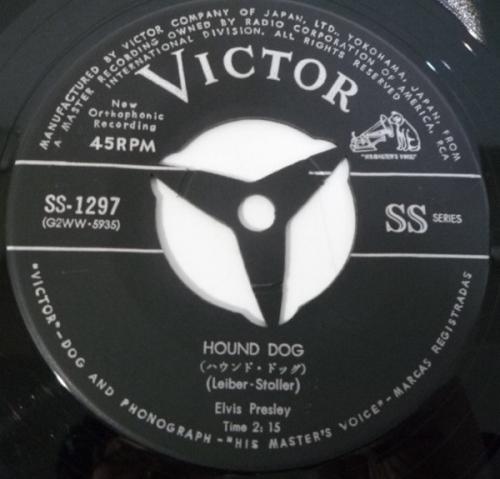 MANUFACTURED BY VICTOR COMPANY OF JAPAN, LTD., YOKOHAMA, JAPAN, FROM
A MASTER RECORDING OWNED BY RADIO CORPORATION OF AMERICA, RCA
INTERNATIONAL DIVISION. ALL RIGHTS RESERVED
VICTOR
New
Orthophonic
Recording
45RPM
"HIS MASTER'S VOICE"
SS-1297
(G2WW・5935)
SS SERIES
HOUND DOG
(ハウンド・ドッグ)
(Leiber-Stoller)
Elvis Presley
Time 2: 15
"VICTOR"-DOG AND PHONOGRAPH-"HIS MASTER'S VOICE"-MARCAS REGISTRADAS